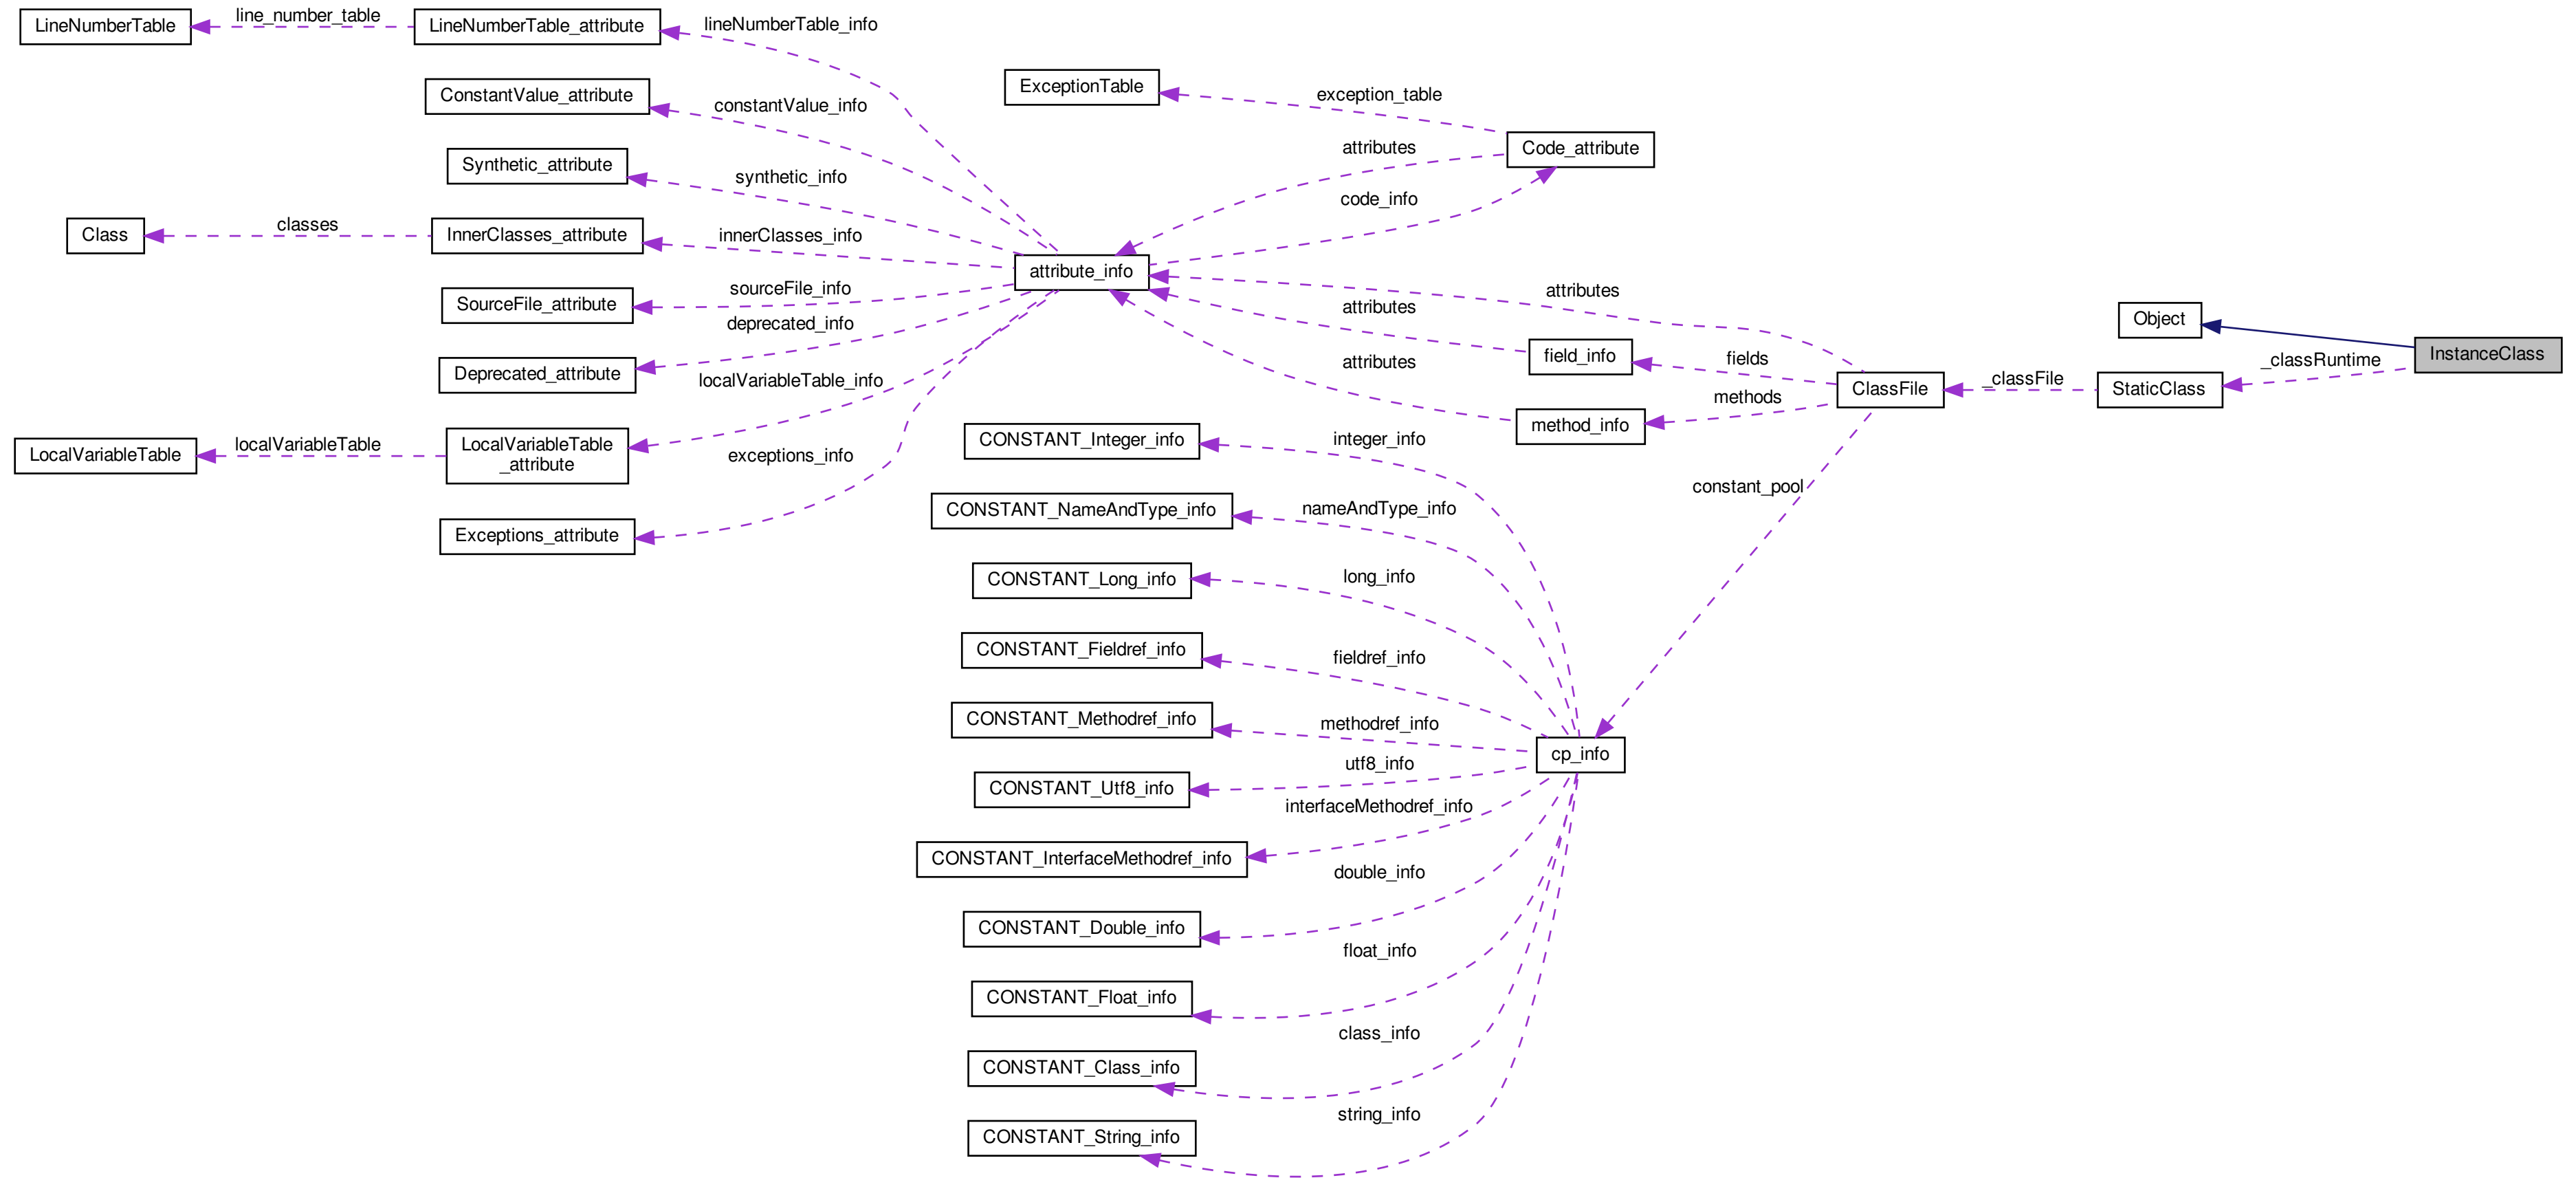 LineNumberTable
line_number_table
LineNumberTable_attribute
lineNumberTable_info
ConstantValue_attribute
constantValue_info
ExceptionTable
exception_table
Synthetic_attribute
synthetic_info
attributes
Code_attribute
code_info
Class
classes
InnerClasses_attribute
innerClasses_info
attribute_info
SourceFile_attribute
sourceFile_info
attributes
attributes
Object
deprecated_info
Deprecated_attribute
field_info
fields
InstanceClass
_classRuntime
attributes
localVariableTable_info
ClassFile
_classFile
StaticClass
methods
method_info
LocalVariableTable
localVariableTable
LocalVariableTable
_attribute
exceptions_info
Exceptions_attribute
CONSTANT_Integer_info
integer_info
constant_pool
CONSTANT_NameAndType_info
nameAndType_info
CONSTANT_Long_info
long_info
CONSTANT_Fieldref_info
fieldref_info
CONSTANT_Methodref_info
methodref_info
cp_info
CONSTANT_Utf8_info
utf8_info
interfaceMethodref_info
CONSTANT_InterfaceMethodref_info
double_info
CONSTANT_Double_info
float_info
CONSTANT_Float_info
class_info
CONSTANT_Class_info
string_info
CONSTANT_String_info